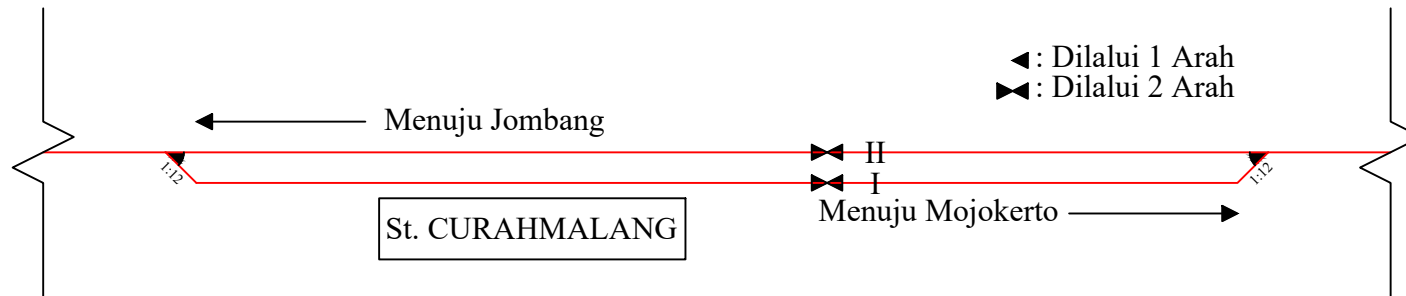 : Dilalui 1 Arah
: Dilalui 2 Arah
Menuju Jombang
1:12
II
1:12
I
Menuju Mojokerto
St. CURAHMALANG